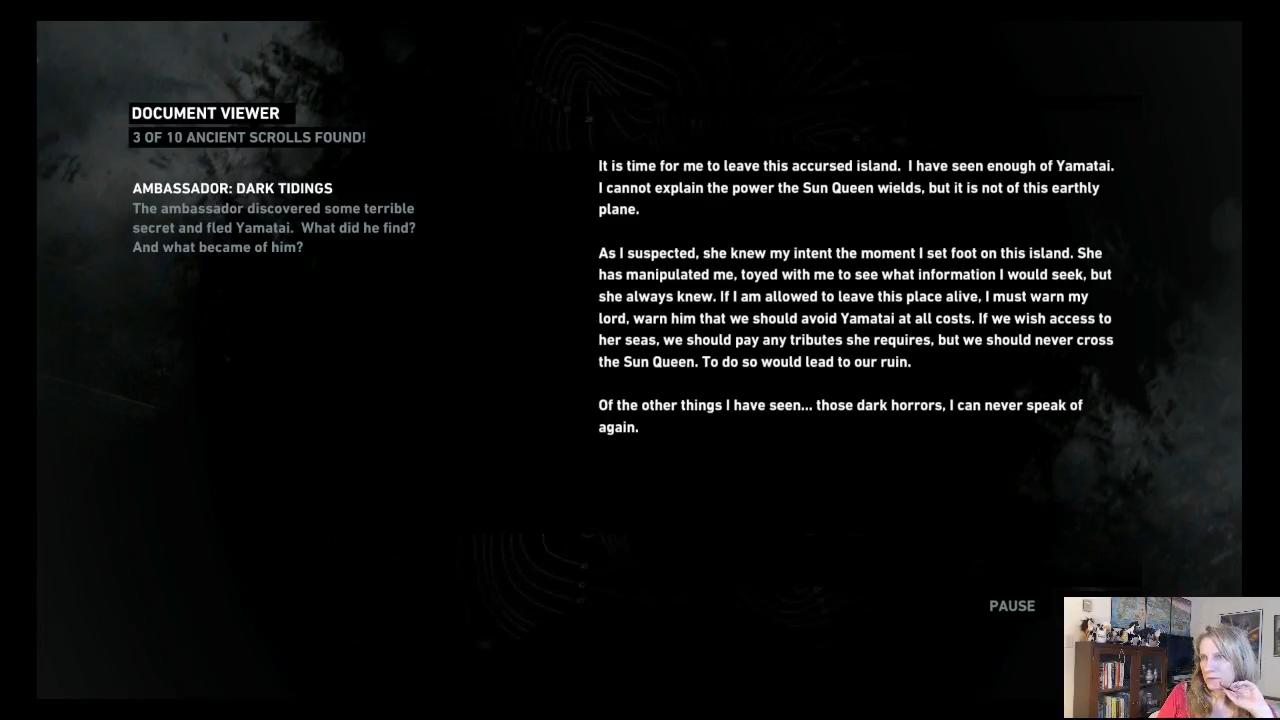 DOCUMENT VIEWER
3 OF 10 ANCIENT SCROLLS FOUND!
AMBASSADOR: DARK TIDINGS
The ambassador discovered some terrible
secret and fled Yamatai. What did he find?
And what became of him?
It is time for me to leave this accursed island. I have seen enough of Yamatai.
I cannot explain the power the Sun Queen wields, but it is not of this earthly
plane.
As I suspected, she knew my intent the moment I set foot on this island. She
has manipulated me, toyed with me to see what information I would seek, but
she always knew. If I am allowed to leave this place alive, I must warn my
lord, warn him that we should avoid Yamatai at all costs. If we wish access to
her seas, we should pay any tributes she requires, but we should never cross
the Sun Queen. To do so would lead to our ruin.
Of the other things I have seen... those dark horrors, I can never speak of
again.
PAUSE